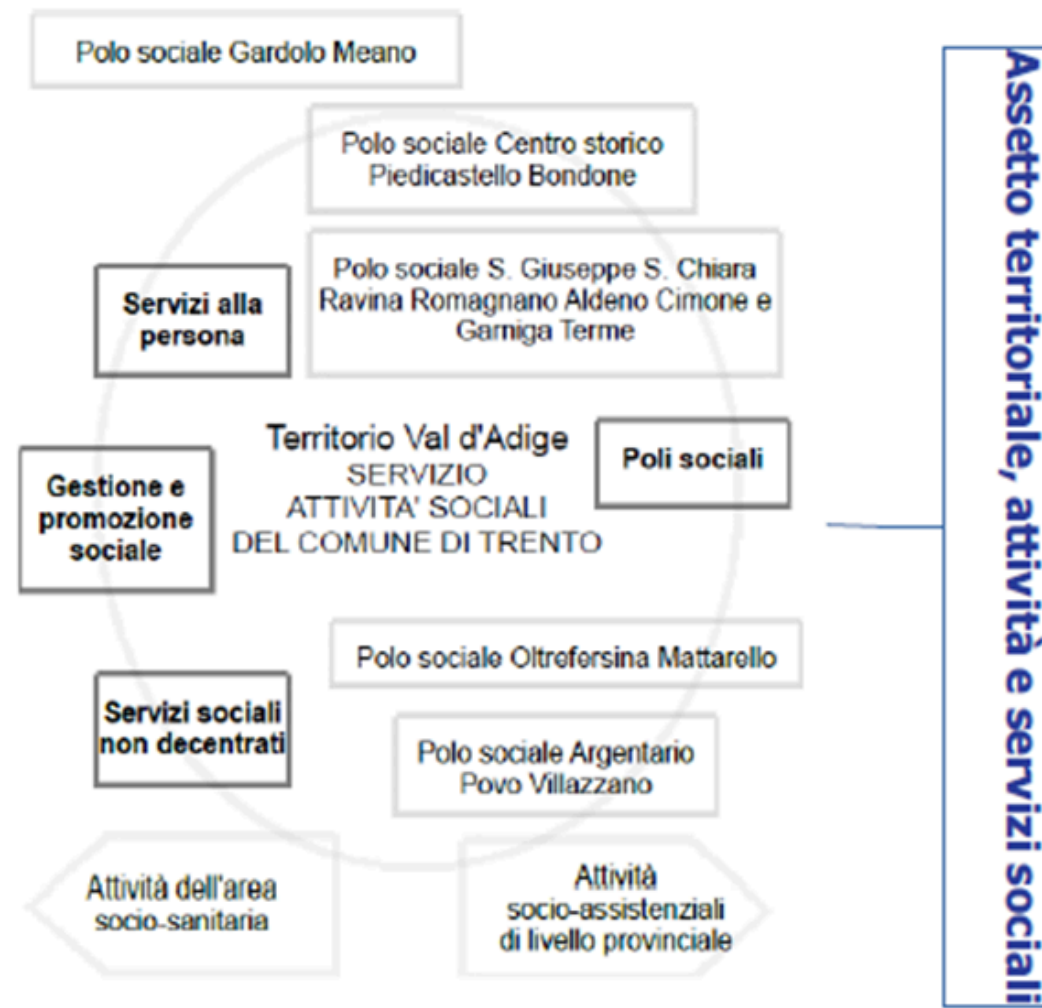 Polo sociale Gardolo Meano
Polo sociale Centro storico
Piedicastello Bondone
Polo sociale S. Giuseppe S. Chiara
Ravina Romagnano Aldeno Cimone e
Garniga Terme
Servizi alla
persona
Territorio Val d'Adige
SERVIZIO
ATTIVITA' SOCIALI
DEL COMUNE DI TRENTO
Poli sociali
Gestione e
promozione
sociale
Polo sociale Oltrefersina Mattarello
Servizi sociali
non decentrati
Polo sociale Argentario
Povo Villazzano
Attività dell'area
socio-sanitaria
Attività
socio-assistenziali
di livello provinciale
Assetto territoriale, attività e servizi sociali